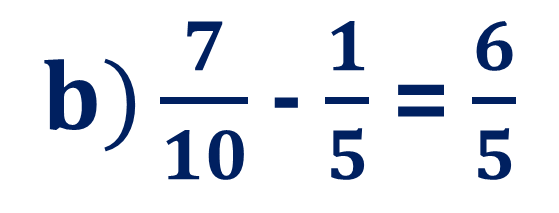 b) 7/10 - 1/5 = 6/5